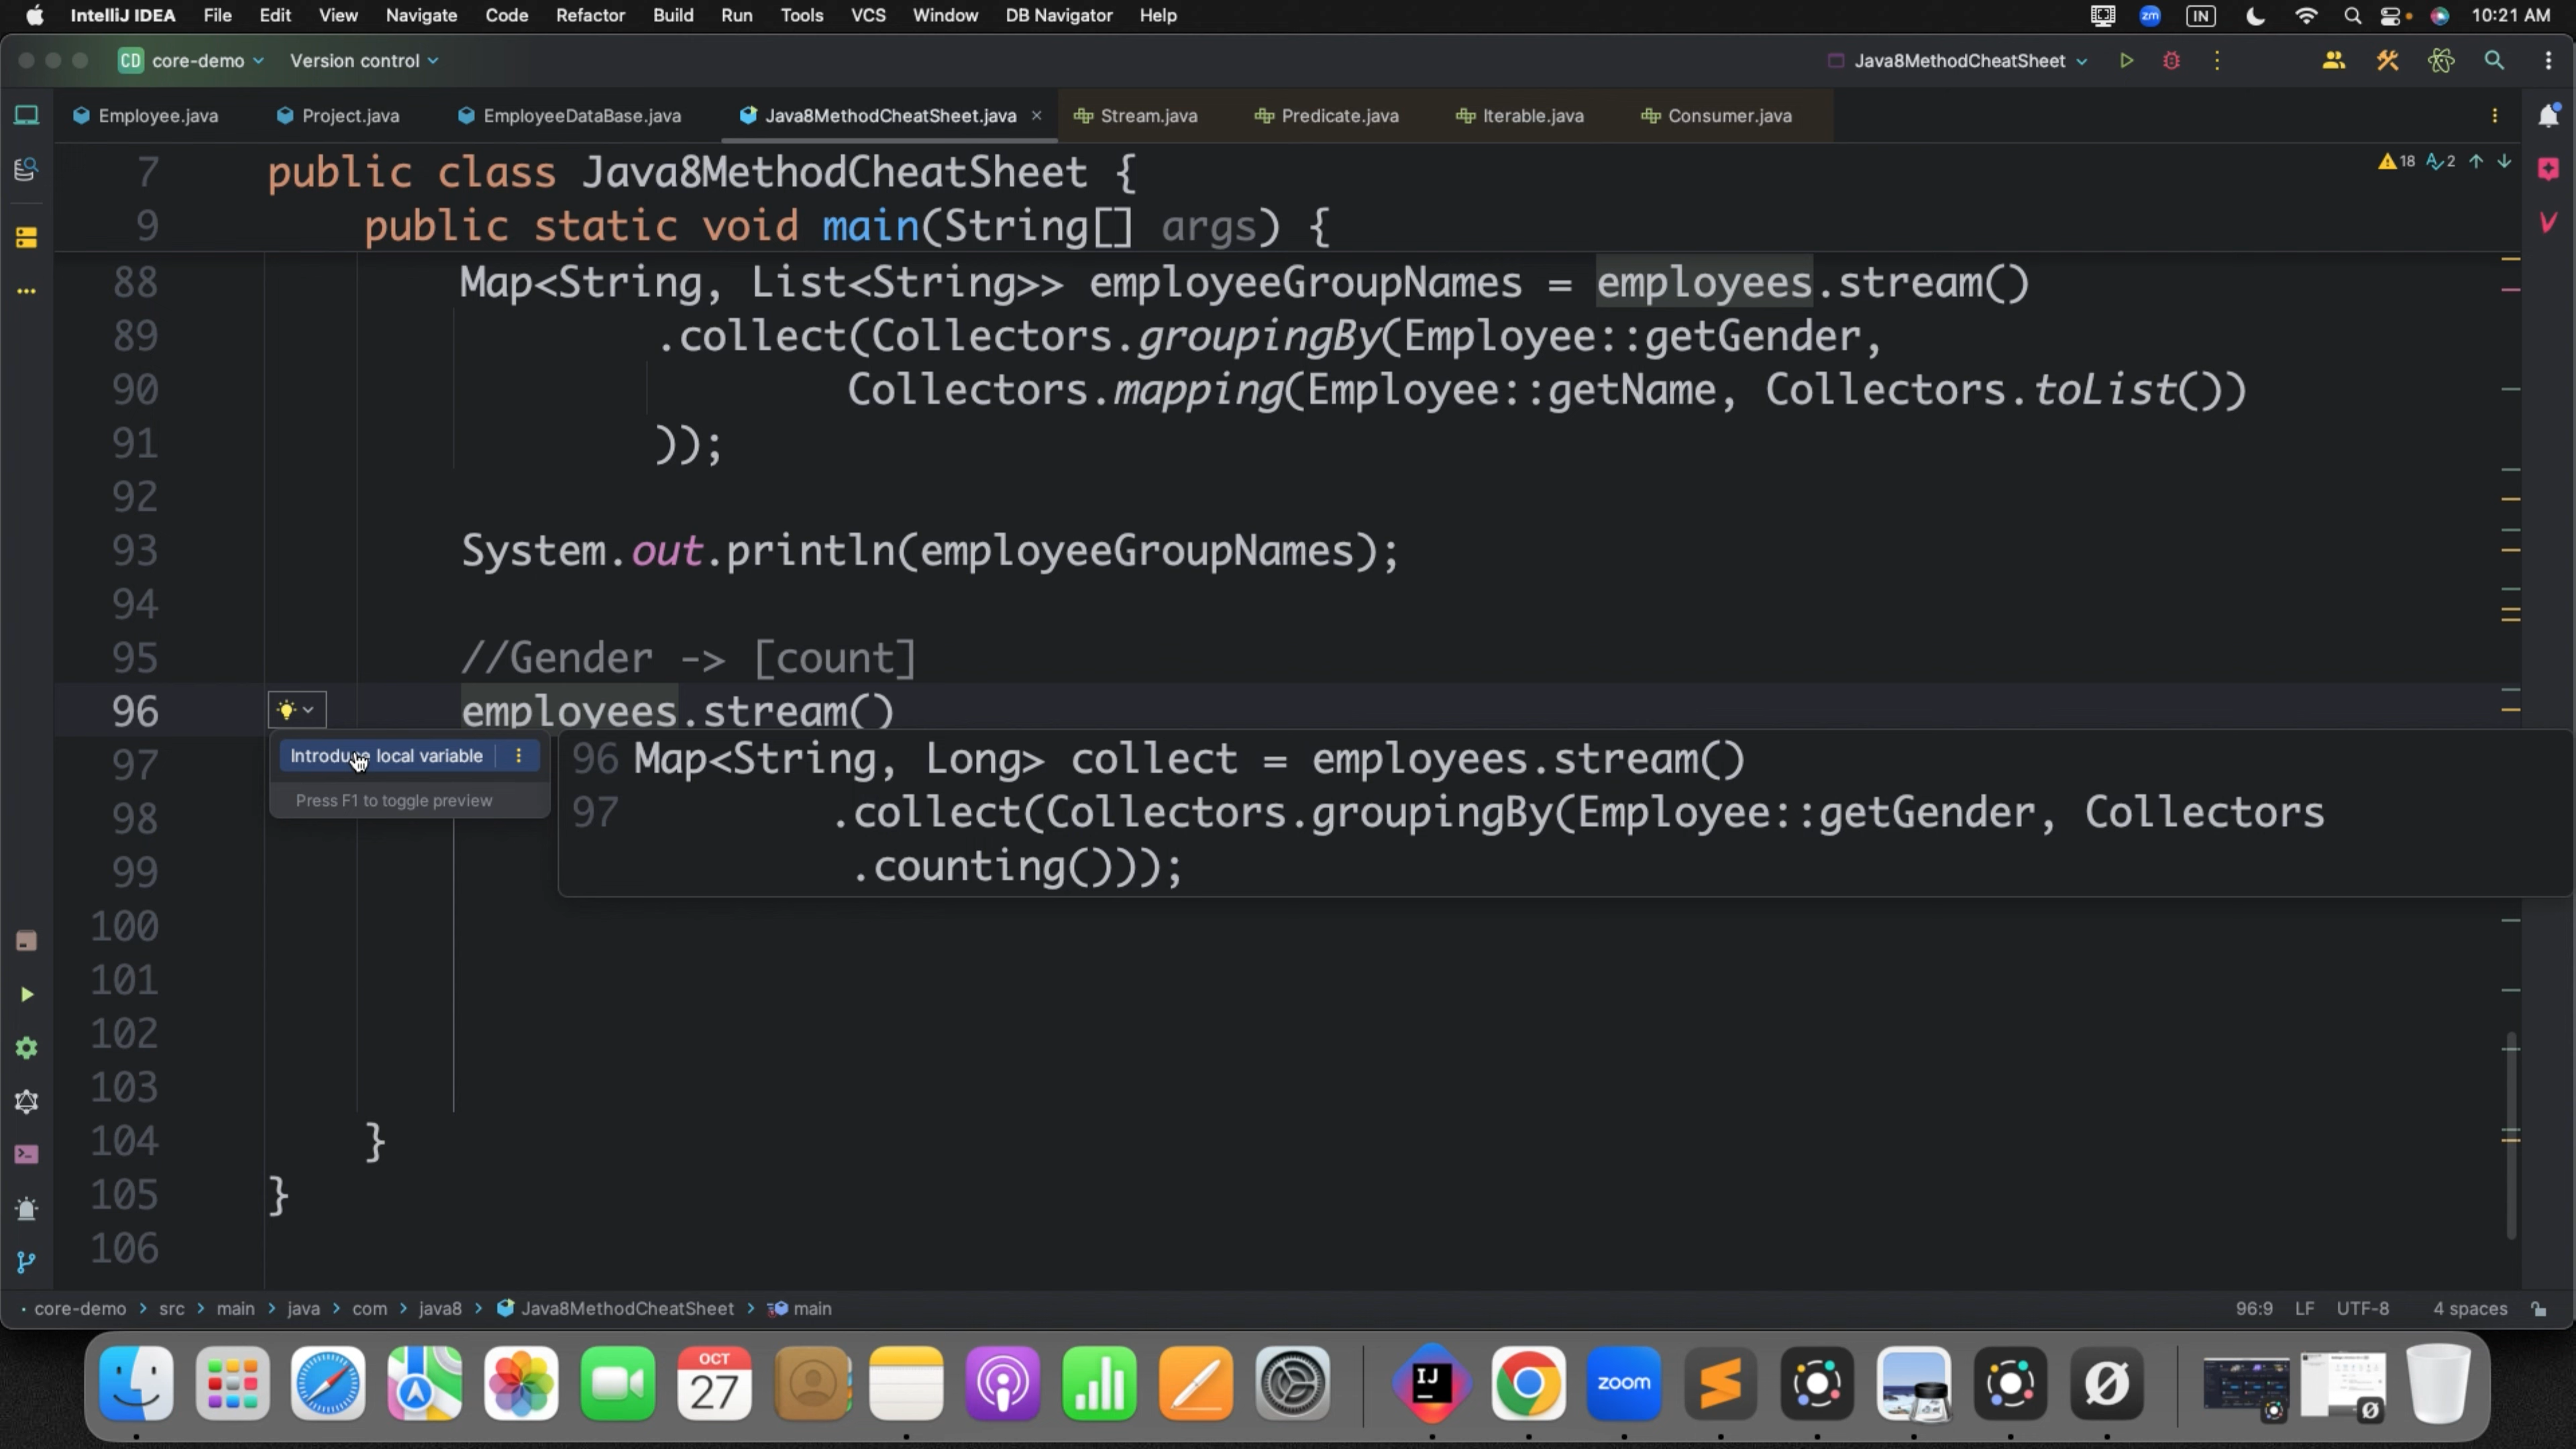 IntelliJ IDEA File Edit View Navigate Code Refactor Build Run Tools VCS Window DB Navigator Help zm IN 10:21 AM
CD core-demo Version control Java8MethodCheatSheet
Employee.java Project.java EmployeeDataBase.java Java8MethodCheatSheet.java Stream.java Predicate.java Iterable.java Consumer.java
7 public class Java8MethodCheatSheet { 18 2
9 public static void main(String[] args) {
88 Map<String, List<String>> employeeGroupNames = employees.stream()
89 .collect(Collectors.groupingBy(Employee::getGender,
90 Collectors.mapping(Employee::getName, Collectors.toList())
91 ));
92
93 System.out.println(employeeGroupNames);
94
95 //Gender -> [count]
96 employees.stream()
97 Introduce local variable
Press F1 to toggle preview
96 Map<String, Long> collect = employees.stream()
97 .collect(Collectors.groupingBy(Employee::getGender, Collectors
.counting()));
98
99
100
101
102
103
104 }
105 }
106
core-demo > src > main > java > com > java8 > Java8MethodCheatSheet > main 96:9 LF UTF-8 4 spaces
OCT
27
IJ
zoom